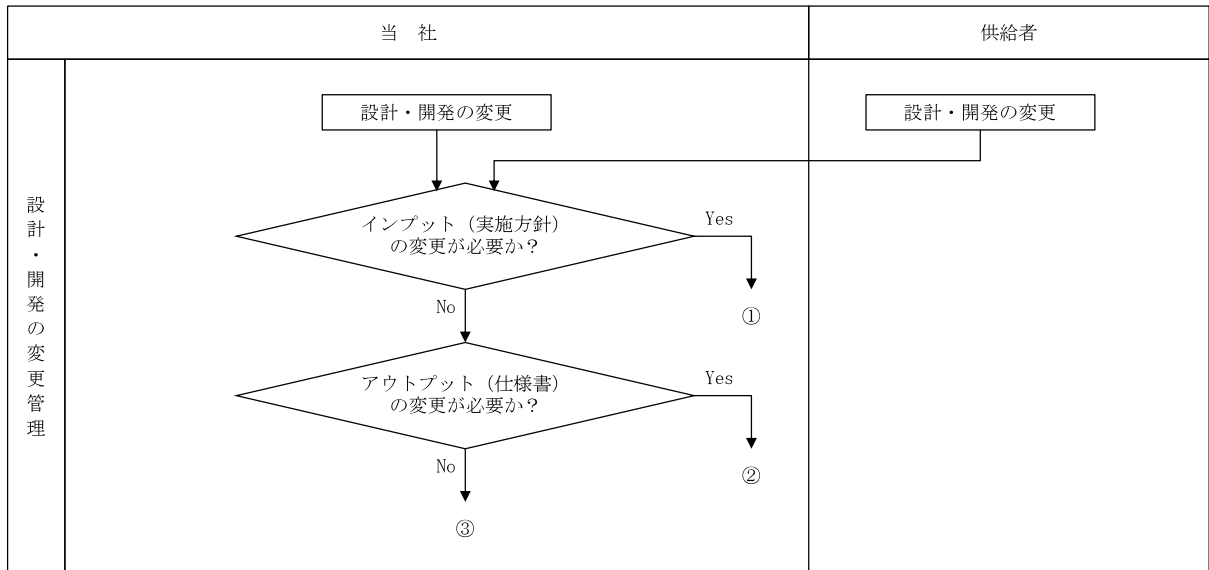 当　社
供給者
設計・開発の変更管理
設計・開発の変更
設計・開発の変更
インプット（実施方針）
の変更が必要か？
Yes
①
No
アウトプット（仕様書）
の変更が必要か？
Yes
②
No
③